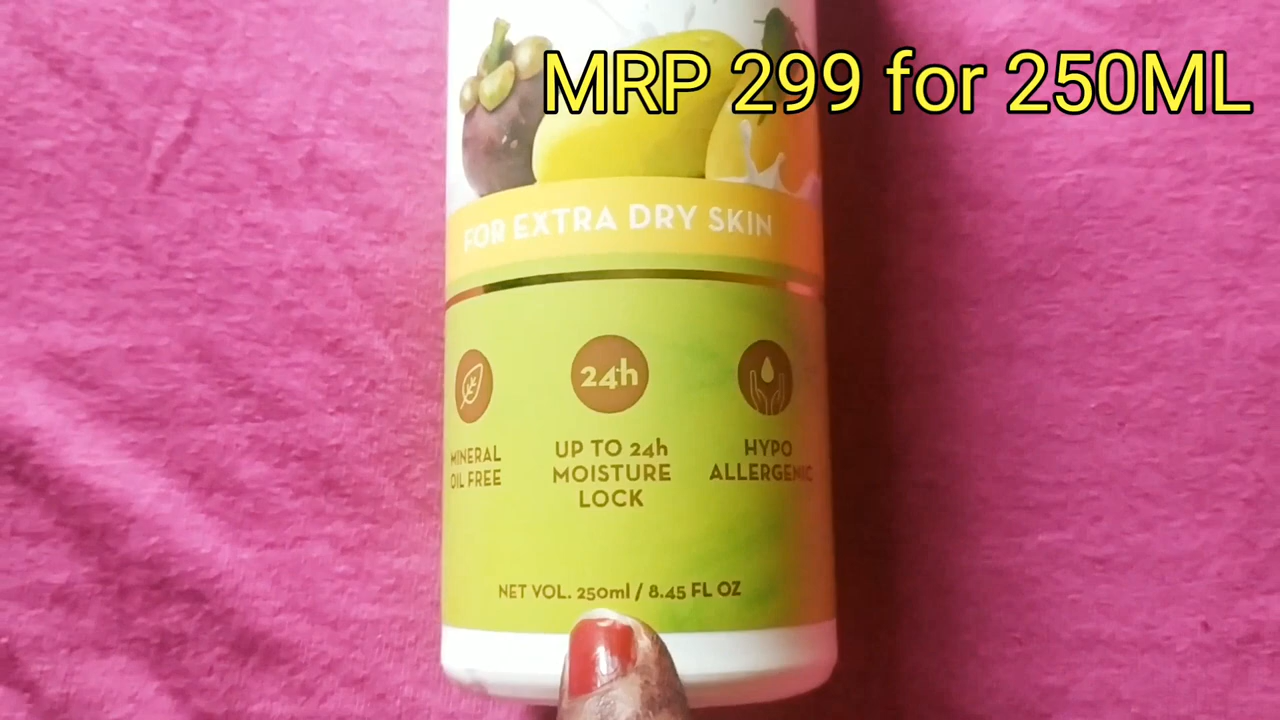 MRP 299 for 250ML
FOR EXTRA DRY SKIN
24h
MINERAL
OIL FREE
UP TO 24h
MOISTURE
LOCK
HYPO
ALLERGENIC
NET VOL. 250ml / 8.45 FL OZ